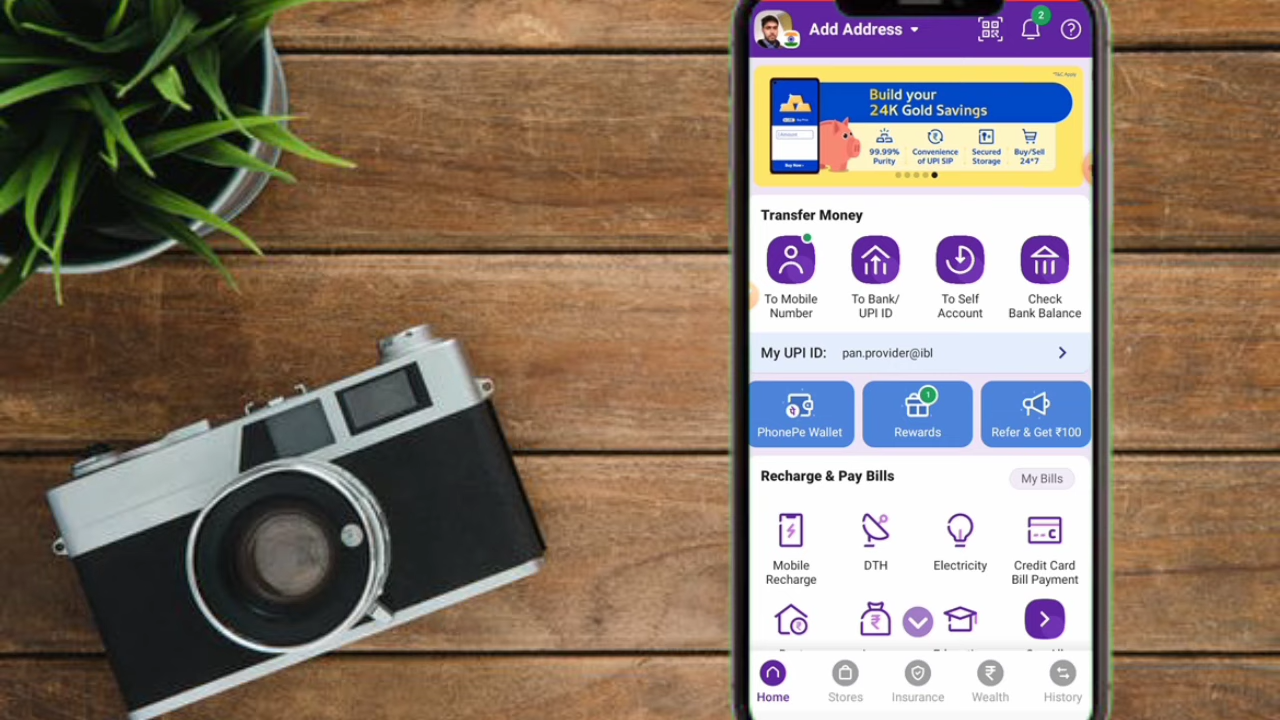 Add Address
2
*T&C Apply
Build your
24K Gold Savings
Buy Now >
99.99%
Purity
Convenience
of UPI SIP
Secured
Storage
Buy/Sell
24*7
Transfer Money
To Mobile
Number
To Bank/
UPI ID
To Self
Account
Check
Bank Balance
My UPI ID: pan.provider@ibl
1
PhonePe Wallet
Rewards
Refer & Get ₹100
Recharge & Pay Bills
My Bills
Mobile
Recharge
DTH
Electricity
Credit Card
Bill Payment
Home
Stores
Insurance
Wealth
History